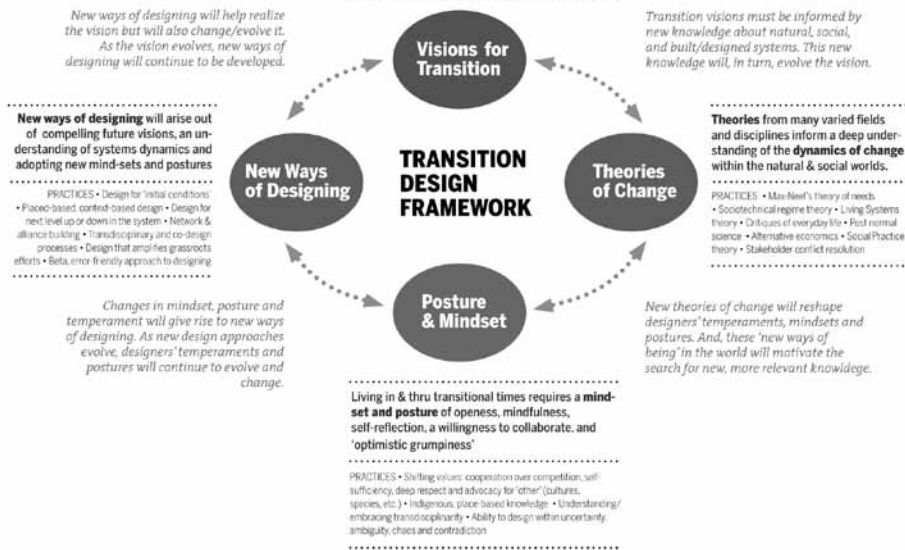 New ways of designing will help realize
the vision but will also change/evolve it.
As the vision evolves, new ways of
designing will continue to be developed.
Visions for
Transition
Transition visions must be informed by
new knowledge about natural, social,
and built/designed systems. This new
knowledge will, in turn, evolve the vision.
New ways of designing will arise out
of compelling future visions, an un-
derstanding of systems dynamics and
adopting new mind-sets and postures
PRACTICES • Design for 'initial conditions'
• Placed-based, context-based design • Design for
next level up or down in the system • Network &
alliance building • Transdisciplinary and co-design
processes • Design that amplifies grassroots
efforts • Beta, error-friendly approach to designing
New Ways
of Designing
TRANSITION
DESIGN
FRAMEWORK
Theories
of Change
Theories from many varied fields
and disciplines inform a deep under-
standing of the dynamics of change
within the natural & social worlds.
PRACTICES • Max-Neef's theory of needs
• Sociotechnical regime theory • Living Systems
theory • Critiques of everyday life • Post normal
science • Alternative economics • Social Practice
theory • Stakeholder conflict resolution
Changes in mindset, posture and
temperament will give rise to new ways
of designing. As new design approaches
evolve, designers' temperaments and
postures will continue to evolve and
change.
Posture
& Mindset
New theories of change will reshape
designers' temperaments, mindsets and
postures. And, these 'new ways of
being' in the world will motivate the
search for new, more relevant knowldege.
Living in & thru transitional times requires a mind-
set and posture of openess, mindfulness,
self-reflection, a willingness to collaborate, and
'optimistic grumpiness'
PRACTICES • Shifting values: cooperation over competition, self-
sufficiency, deep respect and advocacy for 'other' (cultures,
species, etc.) • Indigenous, place-based knowledge • Understanding/
embracing transdisciplinarity • Ability to design within uncertainty,
ambiguity, chaos and contradiction